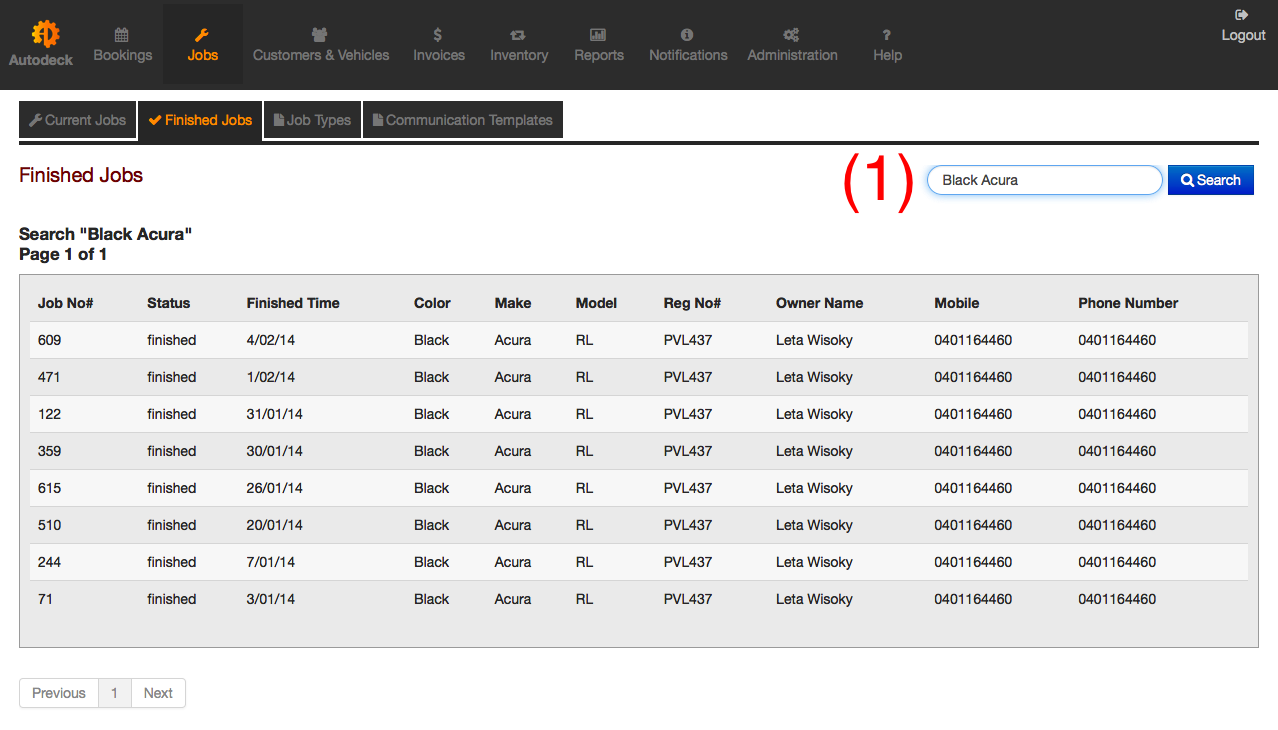 Autodeck Bookings Jobs Customers & Vehicles Invoices Inventory Reports Notifications Administration Help Logout
Current Jobs Finished Jobs Job Types Communication Templates
Finished Jobs (1) Black Acura Search
Search "Black Acura"
Page 1 of 1
Job No# Status Finished Time Color Make Model Reg No# Owner Name Mobile Phone Number
609 finished 4/02/14 Black Acura RL PVL437 Leta Wisoky 0401164460 0401164460
471 finished 1/02/14 Black Acura RL PVL437 Leta Wisoky 0401164460 0401164460
122 finished 31/01/14 Black Acura RL PVL437 Leta Wisoky 0401164460 0401164460
359 finished 30/01/14 Black Acura RL PVL437 Leta Wisoky 0401164460 0401164460
615 finished 26/01/14 Black Acura RL PVL437 Leta Wisoky 0401164460 0401164460
510 finished 20/01/14 Black Acura RL PVL437 Leta Wisoky 0401164460 0401164460
244 finished 7/01/14 Black Acura RL PVL437 Leta Wisoky 0401164460 0401164460
71 finished 3/01/14 Black Acura RL PVL437 Leta Wisoky 0401164460 0401164460
Previous 1 Next